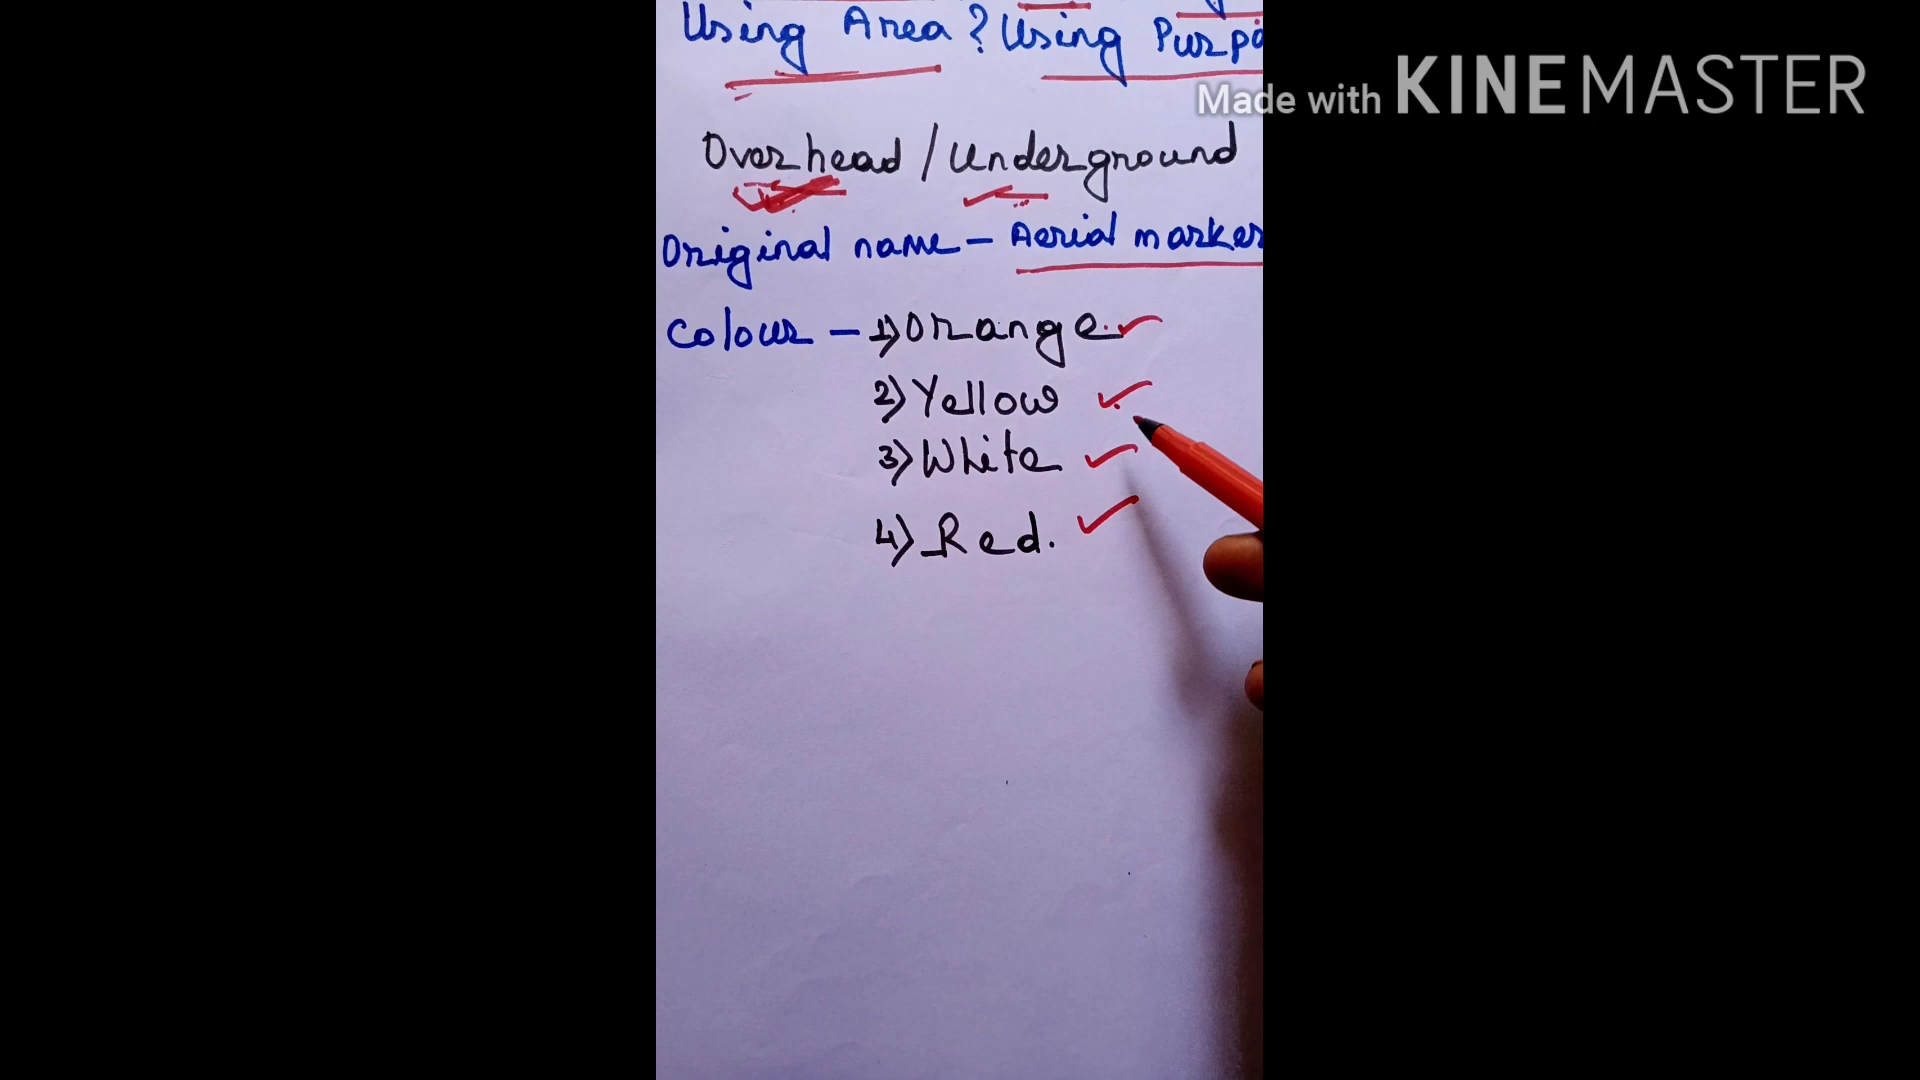 Using Area? Using Purpo
Made with KINEMASTER
Overhead / Underground
Original name - Aerial marker
Colour - 1) Orange.
2) Yellow
3) White
4) Red.